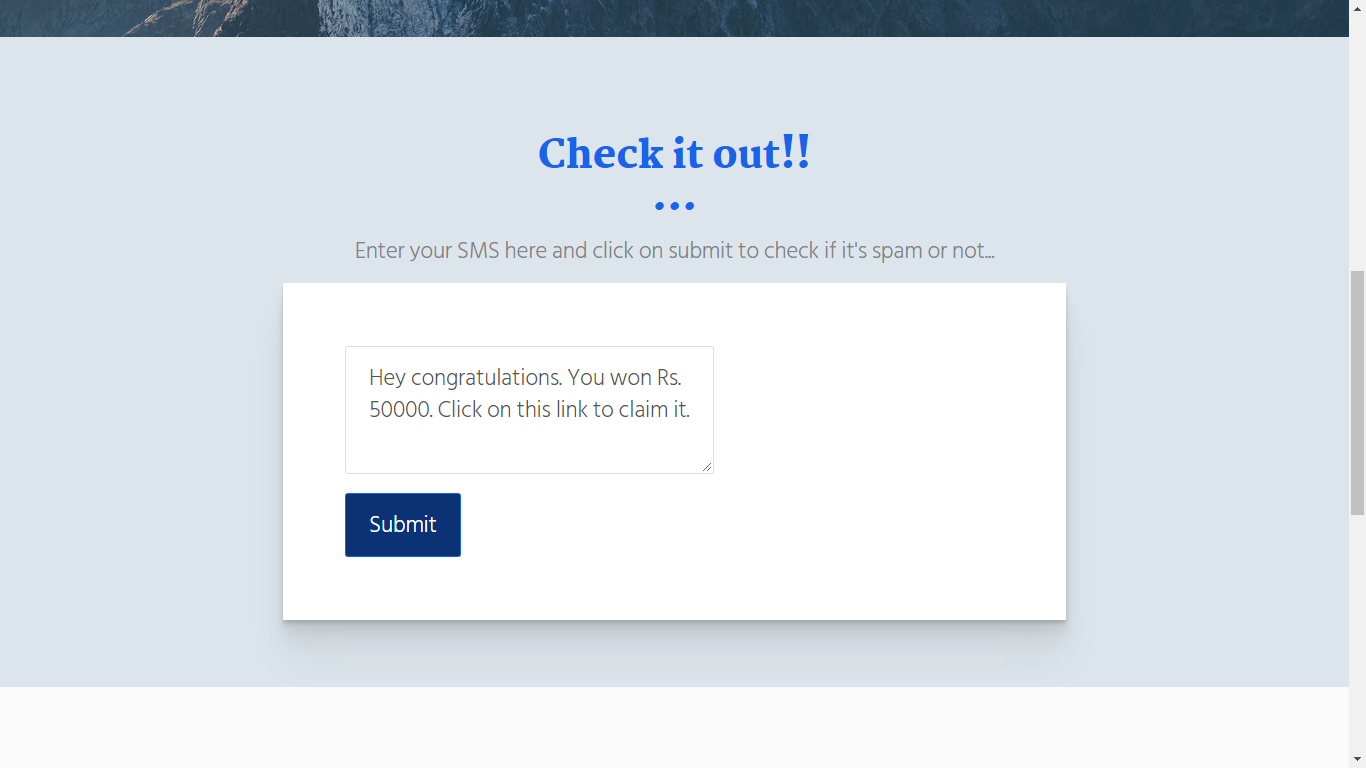 Check it out!!
Enter your SMS here and click on submit to check if it's spam or not...
Hey congratulations. You won Rs.
50000. Click on this link to claim it.
Submit